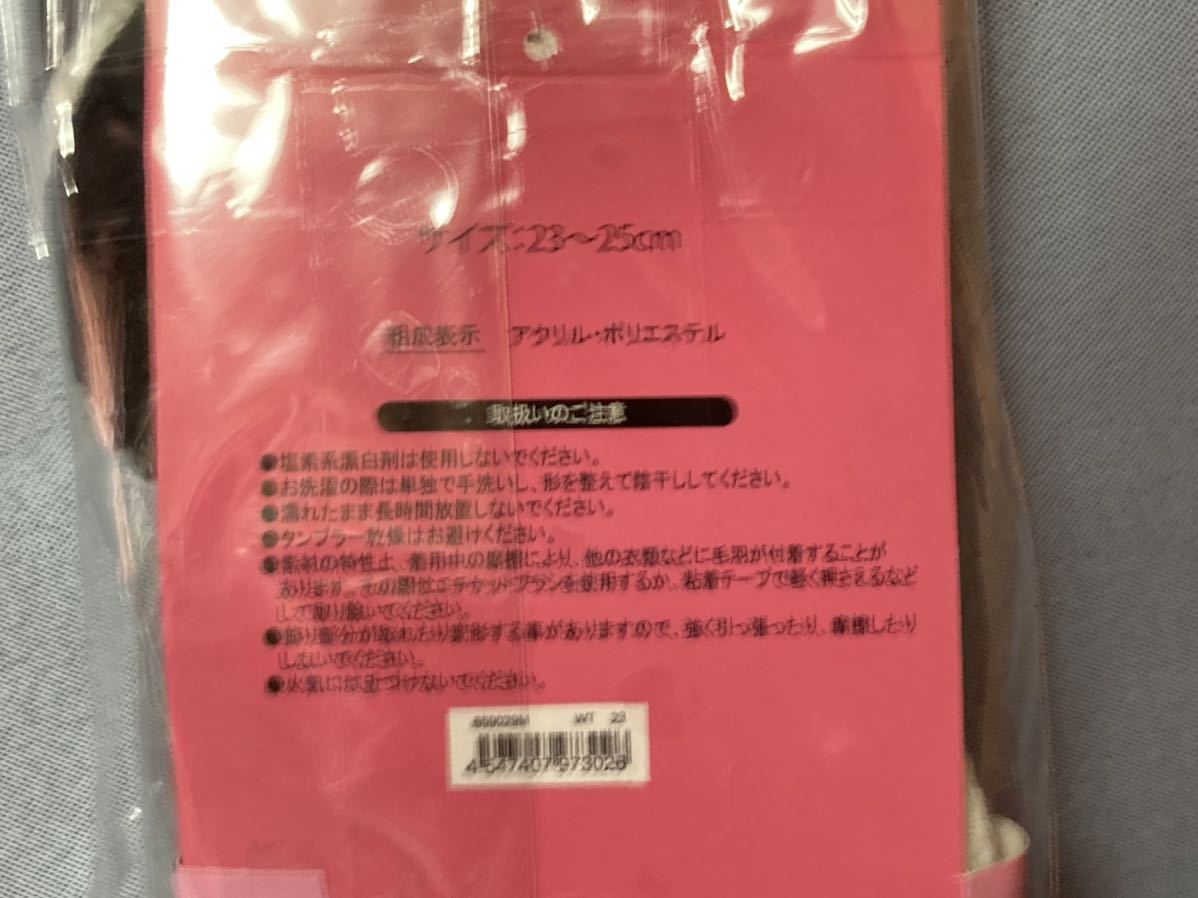 サイズ:23〜25cm
組成表示 アクリル・ポリエステル
取扱いのご注意
●塩素系漂白剤は使用しないでください。
●お洗濯の際は単独で手洗いし、形を整えて陰干ししてください。
●濡れたまま長時間放置しないでください。
●タンブラー乾燥はお避けください。
●素材の特性上、着用中の摩擦により、他の衣類などに毛羽が付着することが
あります。その際はエチケットブラシを使用するか、粘着テープで軽く押さえるなど
して取り除いてください。
●飾り部分が取れたり変形する事がありますので、強く引っ張ったり、摩擦したり
しないでください。
●火気には近づけないでください。
659029M WT 23
4 547407 973026